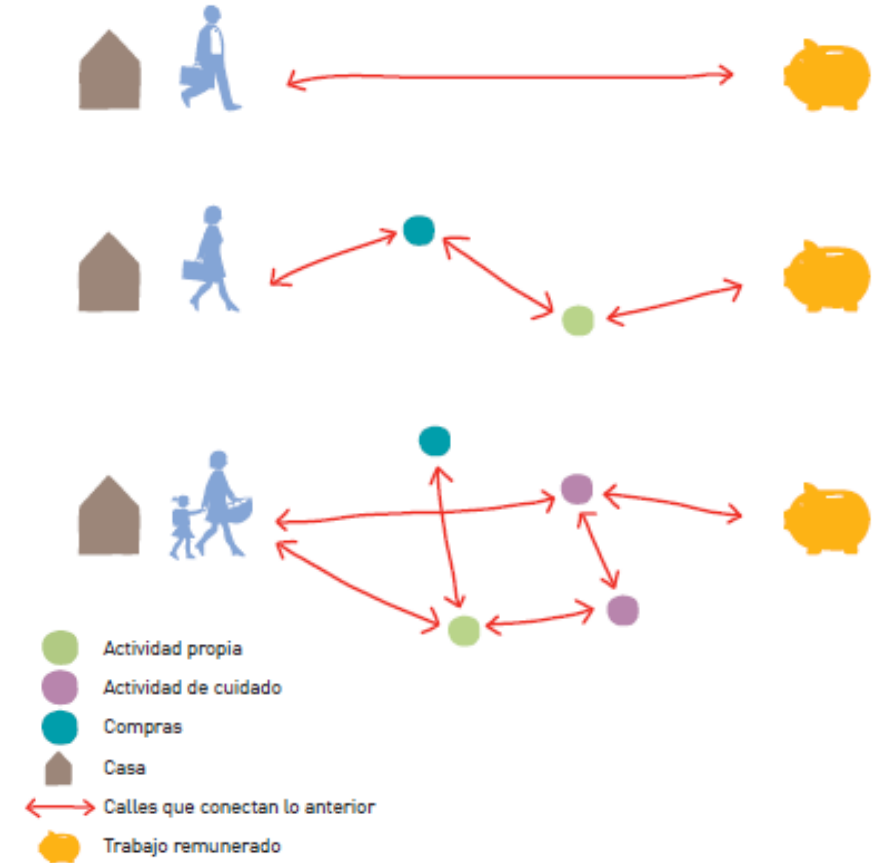 Actividad propia
Actividad de cuidado
Compras
Casa
Calles que conectan lo anterior
Trabajo remunerado